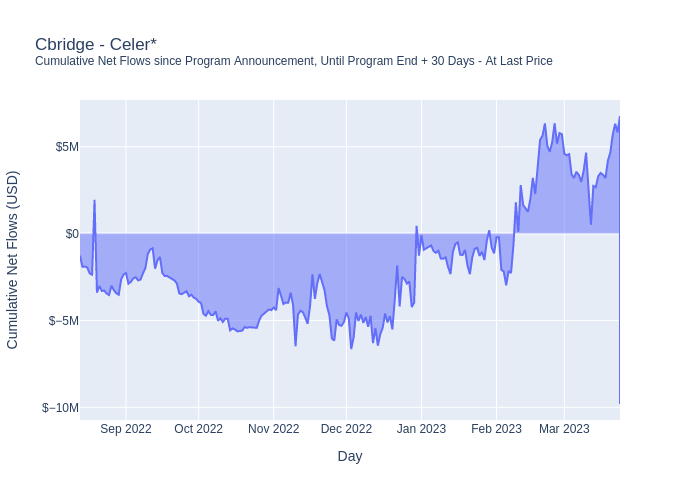 Cbridge - Celer*
Cumulative Net Flows since Program Announcement, Until Program End + 30 Days - At Last Price
Cumulative Net Flows (USD)
$5M
$0
$−5M
$−10M
Sep 2022
Oct 2022
Nov 2022
Dec 2022
Jan 2023
Feb 2023
Mar 2023
Day